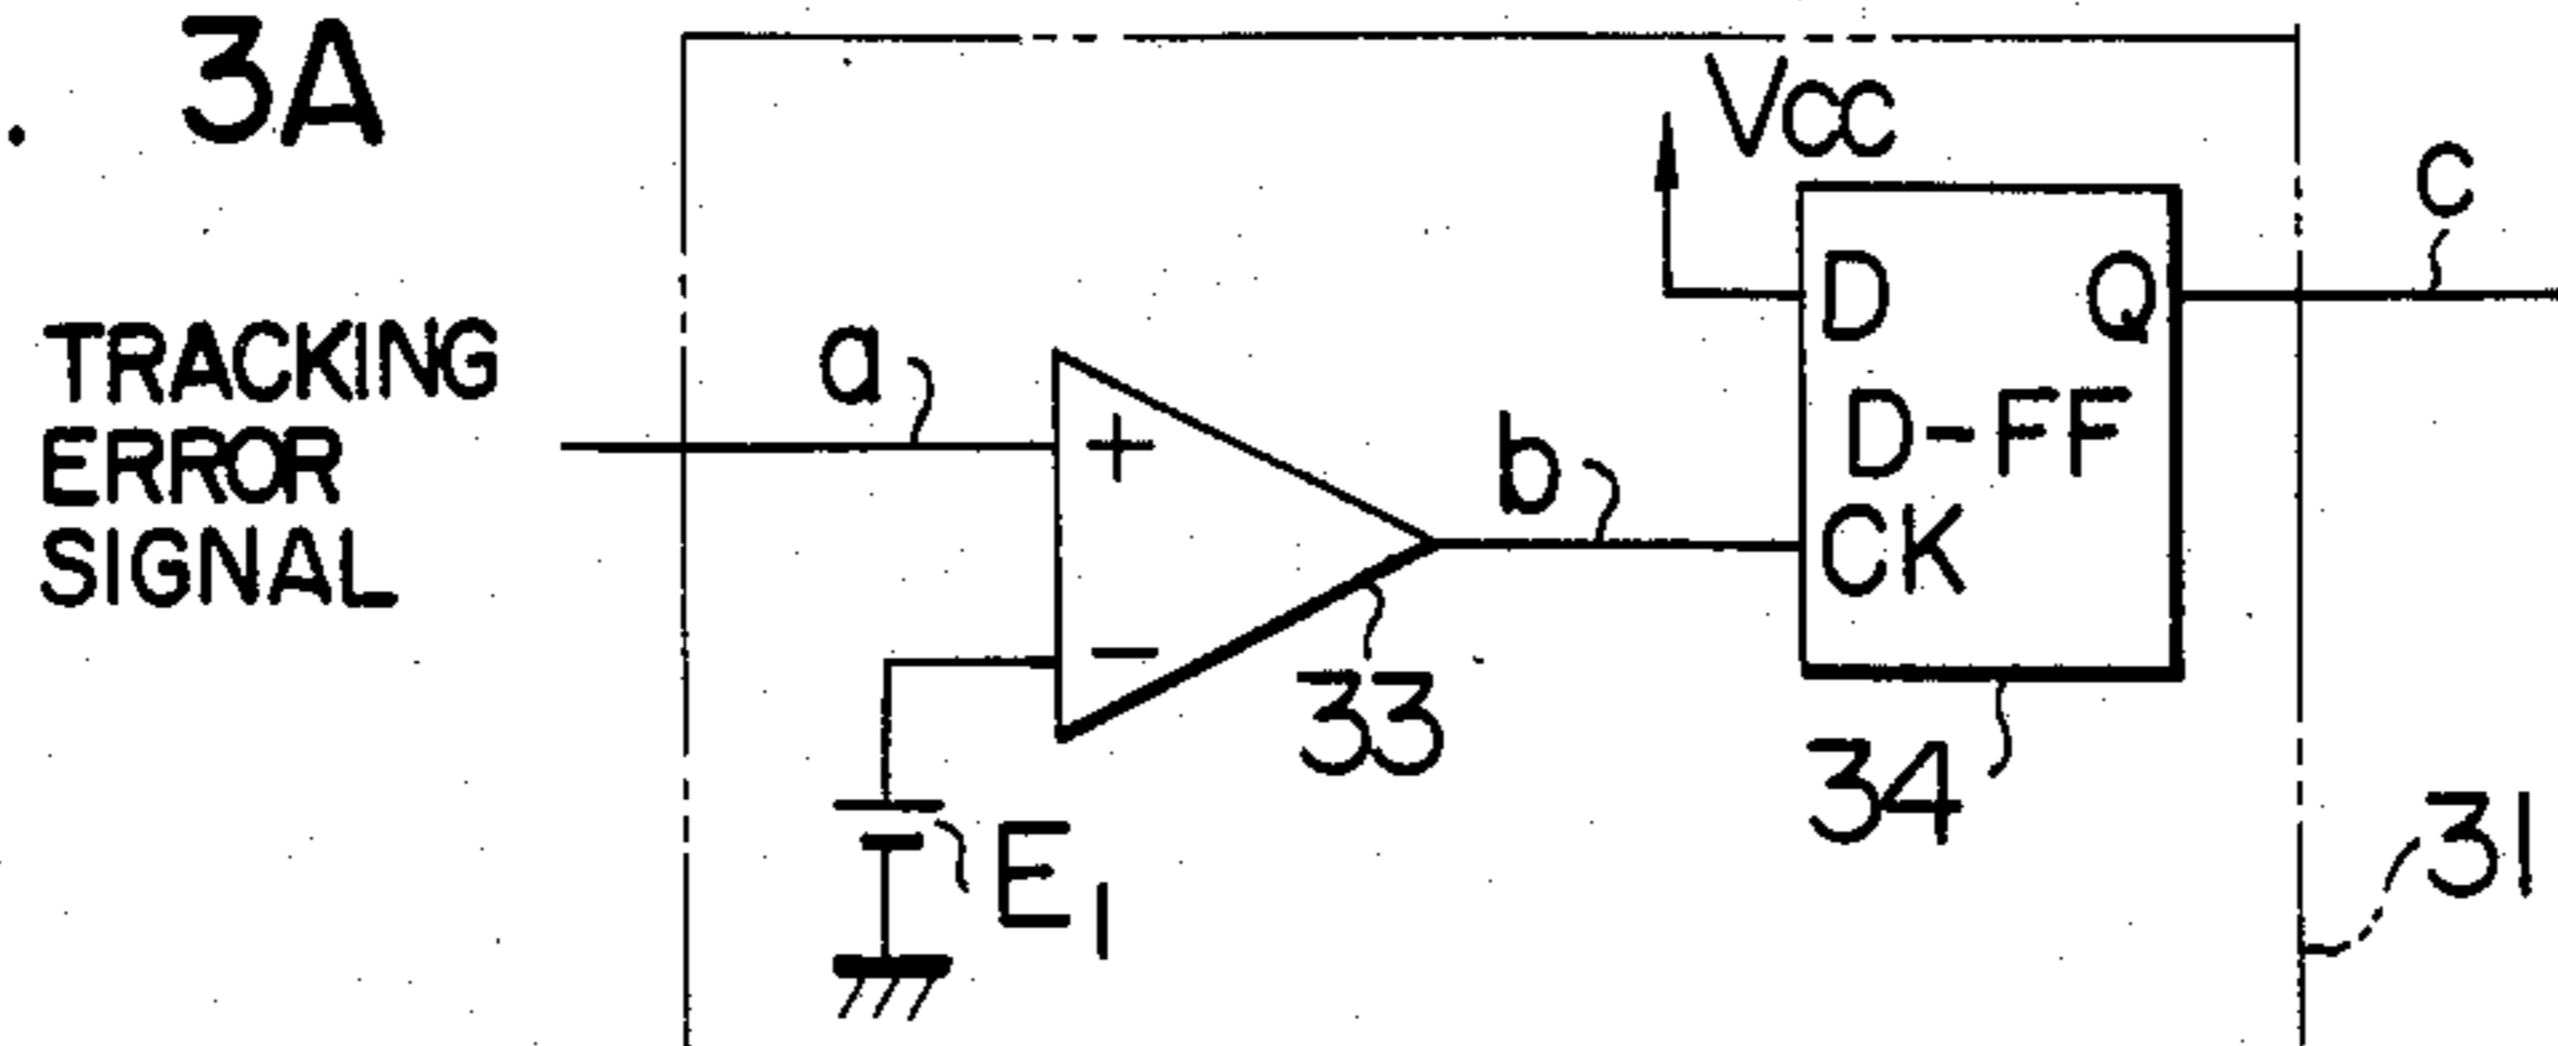 . 3A
TRACKING
ERROR
SIGNAL
a
+
−
E1
33
b
VCC
D Q
D-FF
CK
34
c
31